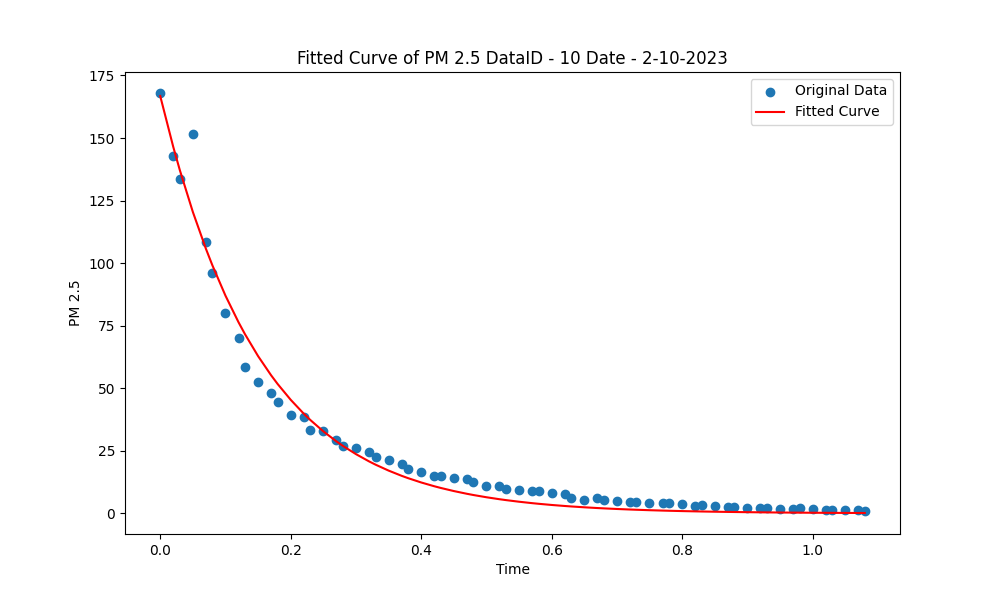 Fitted Curve of PM 2.5 DataID - 10 Date - 2-10-2023
Original Data
Fitted Curve
PM 2.5
175
150
125
100
75
50
25
0
0.0 0.2 0.4 0.6 0.8 1.0
Time